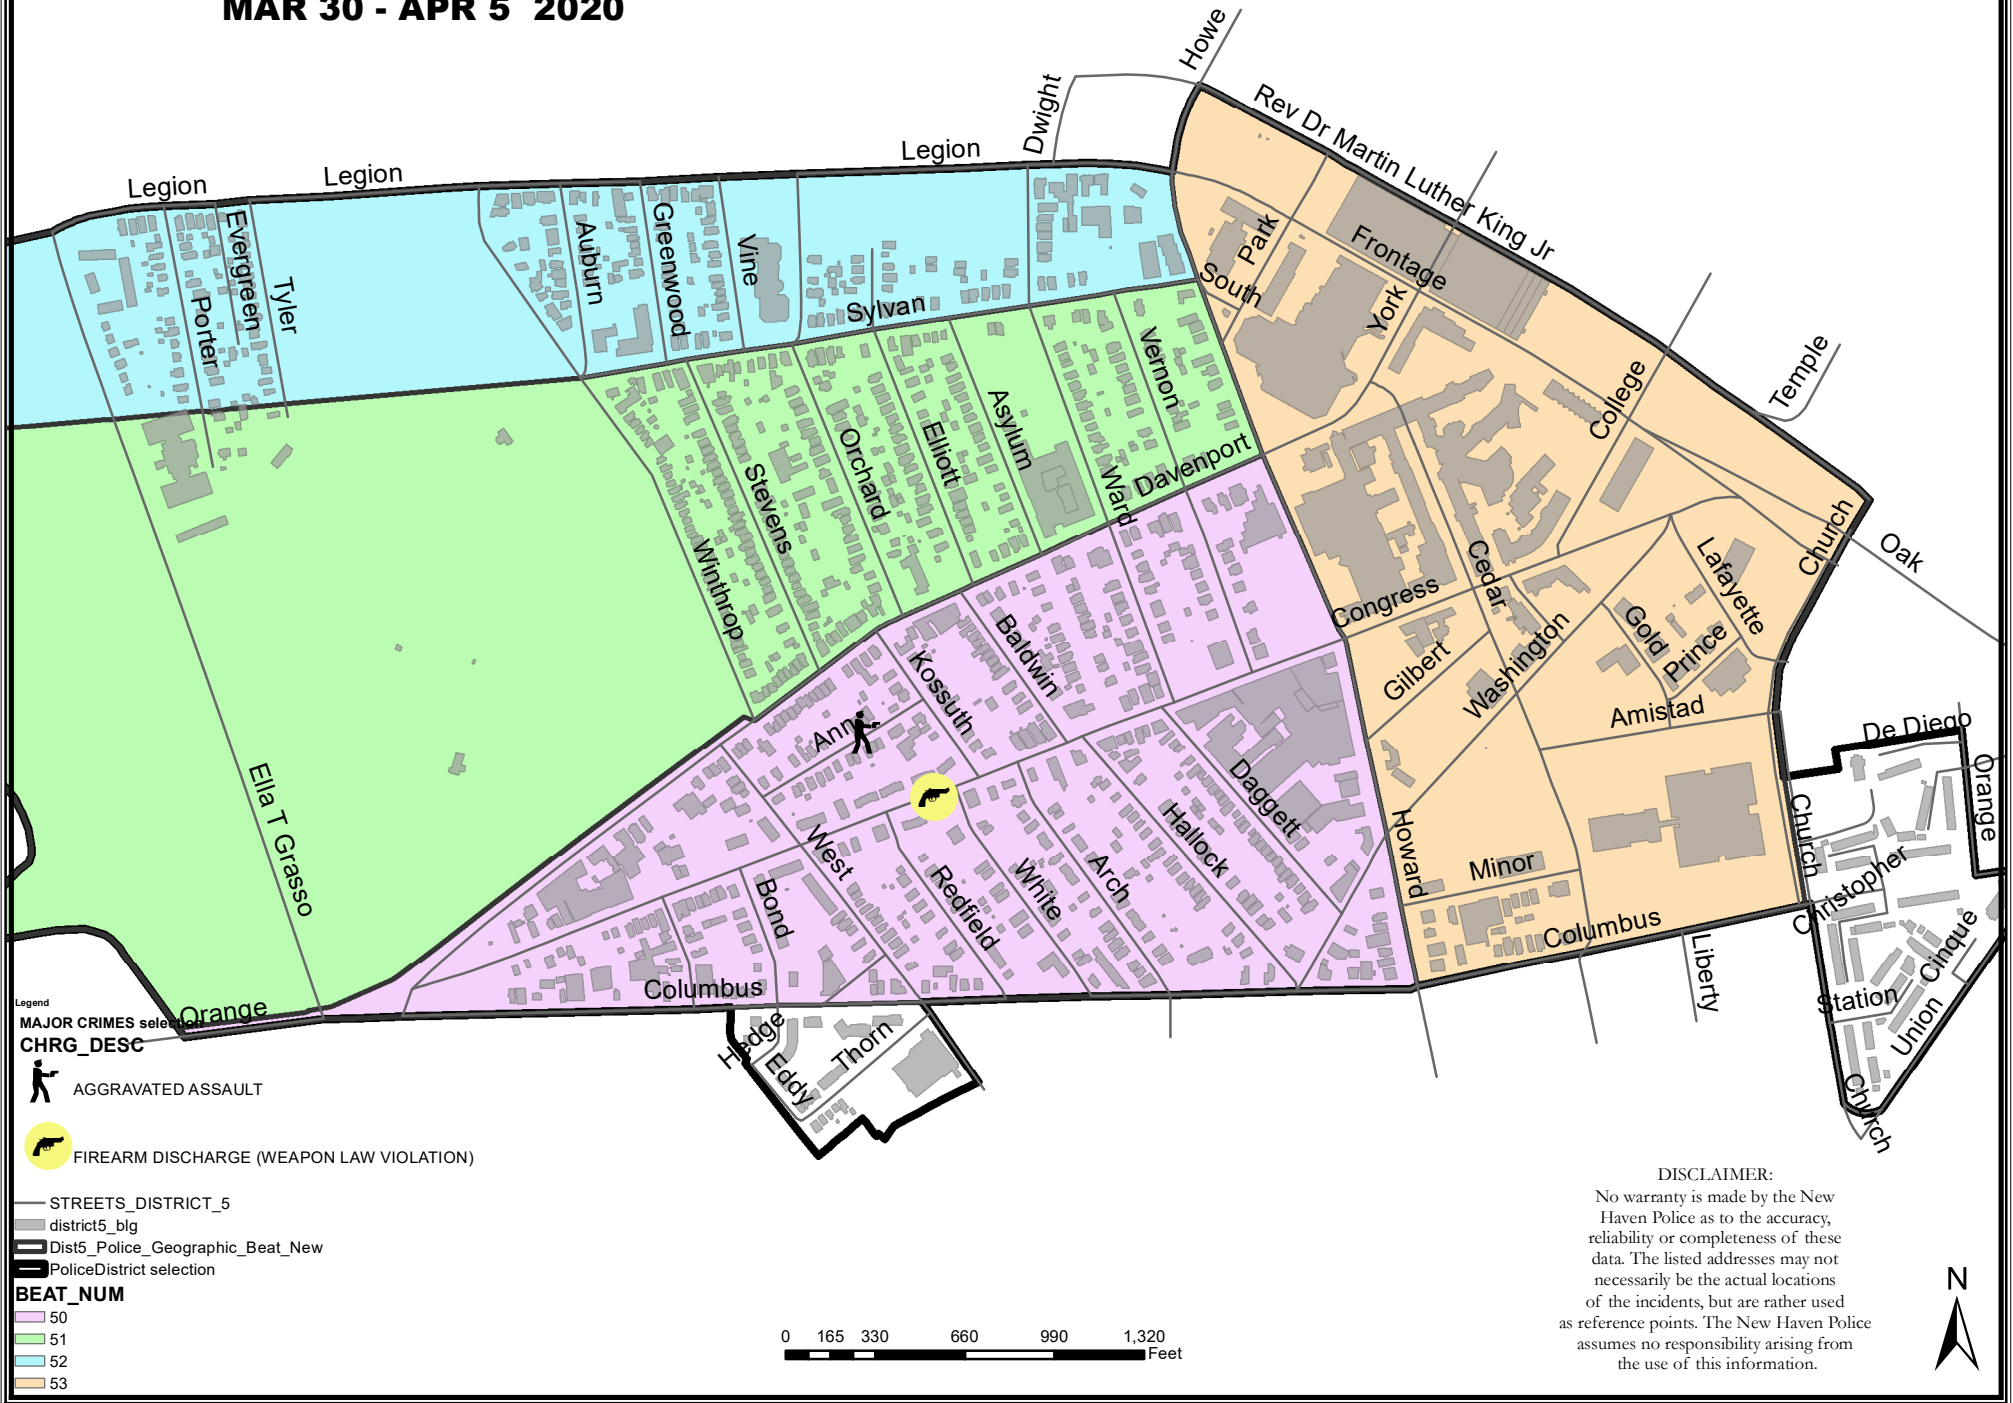 MAR 30 - APR 5 2020
Howe
Rev Dr Martin Luther King Jr
Dwight
Legion
Legion
Legion
Evergreen
Porter
Tyler
Auburn
Greenwood
Vine
Sylvan
Park
South
Frontage
York
College
Temple
Vernon
Asylum
Elliott
Orchard
Stevens
Winthrop
Ward
Davenport
Church
Oak
Cedar
Congress
Gilbert
Washington
Lafayette
Gold
Prince
Amistad
Baldwin
Kossuth
Ann
Daggett
Hallock
Arch
White
Redfield
West
Bond
Howard
Minor
Columbus
Columbus
Ella T Grasso
Orange
De Diego
Orange
Church
Christopher
Cinque
Station
Union
Church
Liberty
Hedge
Eddy
Thorn
Legend
MAJOR CRIMES selection
CHRG_DESC
AGGRAVATED ASSAULT
FIREARM DISCHARGE (WEAPON LAW VIOLATION)
STREETS_DISTRICT_5
district5_blg
Dist5_Police_Geographic_Beat_New
PoliceDistrict selection
BEAT_NUM
50
51
52
53
0 165 330 660 990 1,320
Feet
DISCLAIMER:
No warranty is made by the New
Haven Police as to the accuracy,
reliability or completeness of these
data. The listed addresses may not
necessarily be the actual locations
of the incidents, but are rather used
as reference points. The New Haven Police
assumes no responsibility arising from
the use of this information.
N